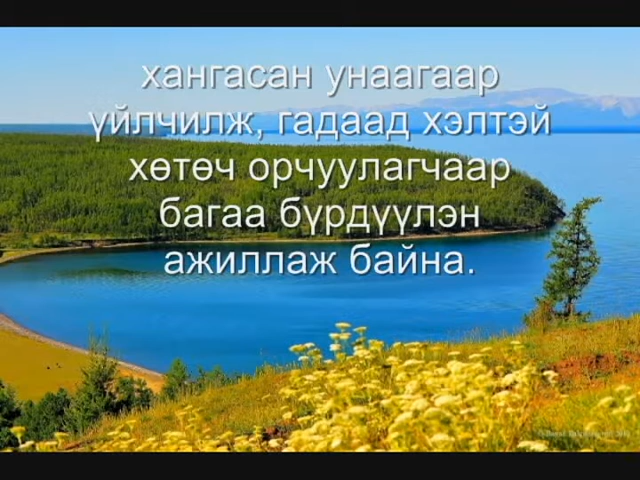 хангасан унаагаар
үйлчилж, гадаад хэлтэй
хөтөч орчуулагчаар
багаа бүрдүүлэн
ажиллаж байна.